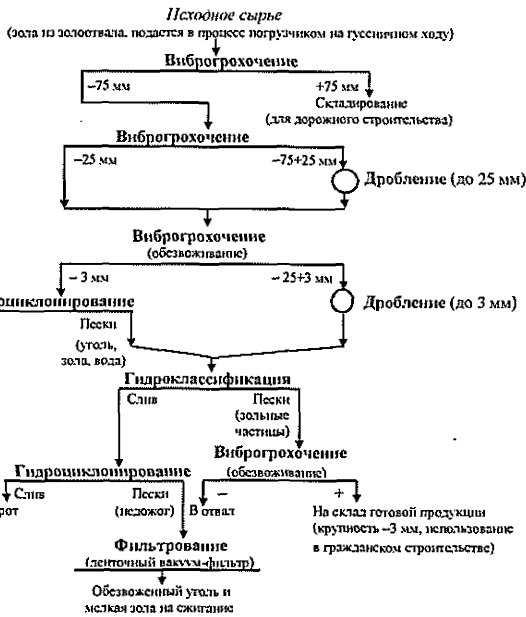 Исходное сырье
(зола из золоотвала, подается в процесс погрузчиком на гусеничном ходу)
Виброгрохочение
−75 мм
+75 мм
Складирование
(для дорожного строительства)
Виброгрохочение
−25 мм
−75+25 мм
Дробление (до 25 мм)
Виброгрохочение
(обезвоживание)
− 3 мм
− 25+3 мм
оциклонирование
Дробление (до 3 мм)
Пески
(уголь,
зола, вода)
Гидроклассификация
Слив
Пески
(зольные
частицы)
Виброгрохочение
(обезвоживание)
Гидроциклонирование
− +
Слив
Пески
(недожог)
В отвал
рот
На склад готовой продукции
(крупность −3 мм, использование
в гражданском строительстве)
Фильтрование
(ленточный вакуум-фильтр)
Обезвоженный уголь и
мелкая зола на сжигание